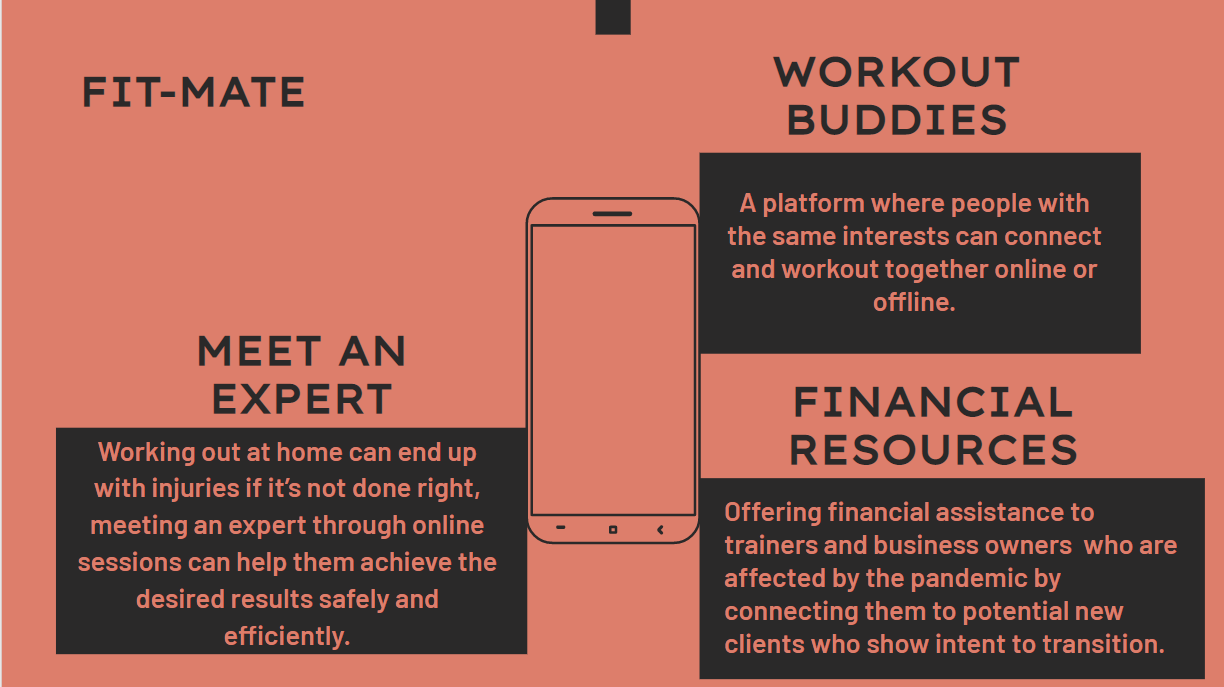 FIT-MATE
WORKOUT
BUDDIES
A platform where people with
the same interests can connect
and workout together online or
offline.
MEET AN
EXPERT
Working out at home can end up
with injuries if it’s not done right,
meeting an expert through online
sessions can help them achieve the
desired results safely and
efficiently.
FINANCIAL
RESOURCES
Offering financial assistance to
trainers and business owners  who are
affected by the pandemic by
connecting them to potential new
clients who show intent to transition.